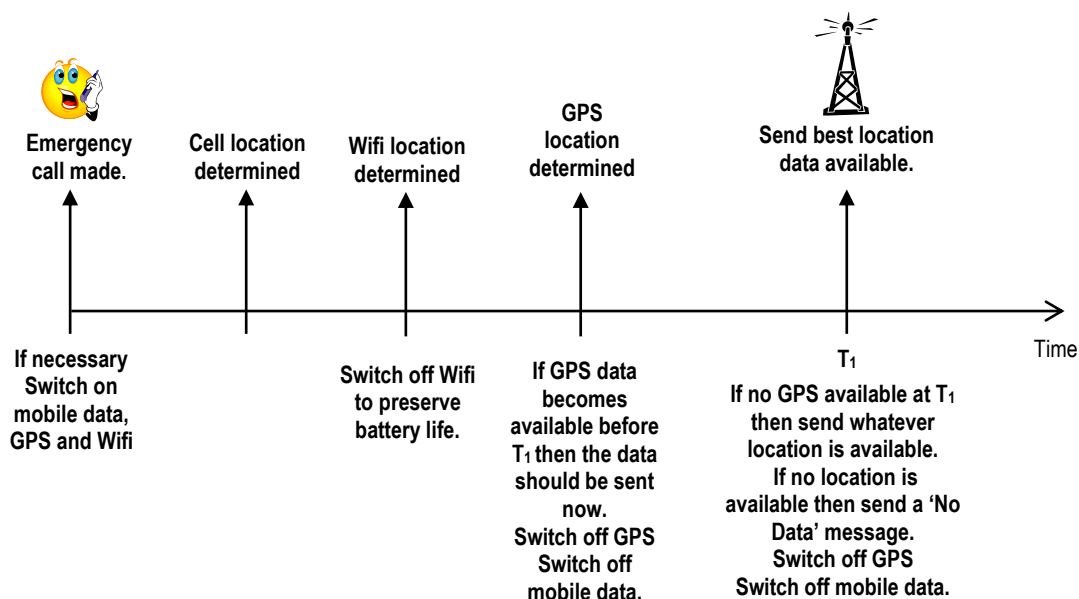 Emergency
call made.
Cell location
determined
Wifi location
determined
GPS
location
determined
Send best location
data available.
If necessary
Switch on
mobile data,
GPS and Wifi
Switch off Wifi
to preserve
battery life.
If GPS data
becomes
available before
T1 then the data
should be sent
now.
Switch off GPS
Switch off
mobile data.
T1
If no GPS available at T1
then send whatever
location is available.
If no location is
available then send a ‘No
Data’ message.
Switch off GPS
Switch off mobile data.
Time